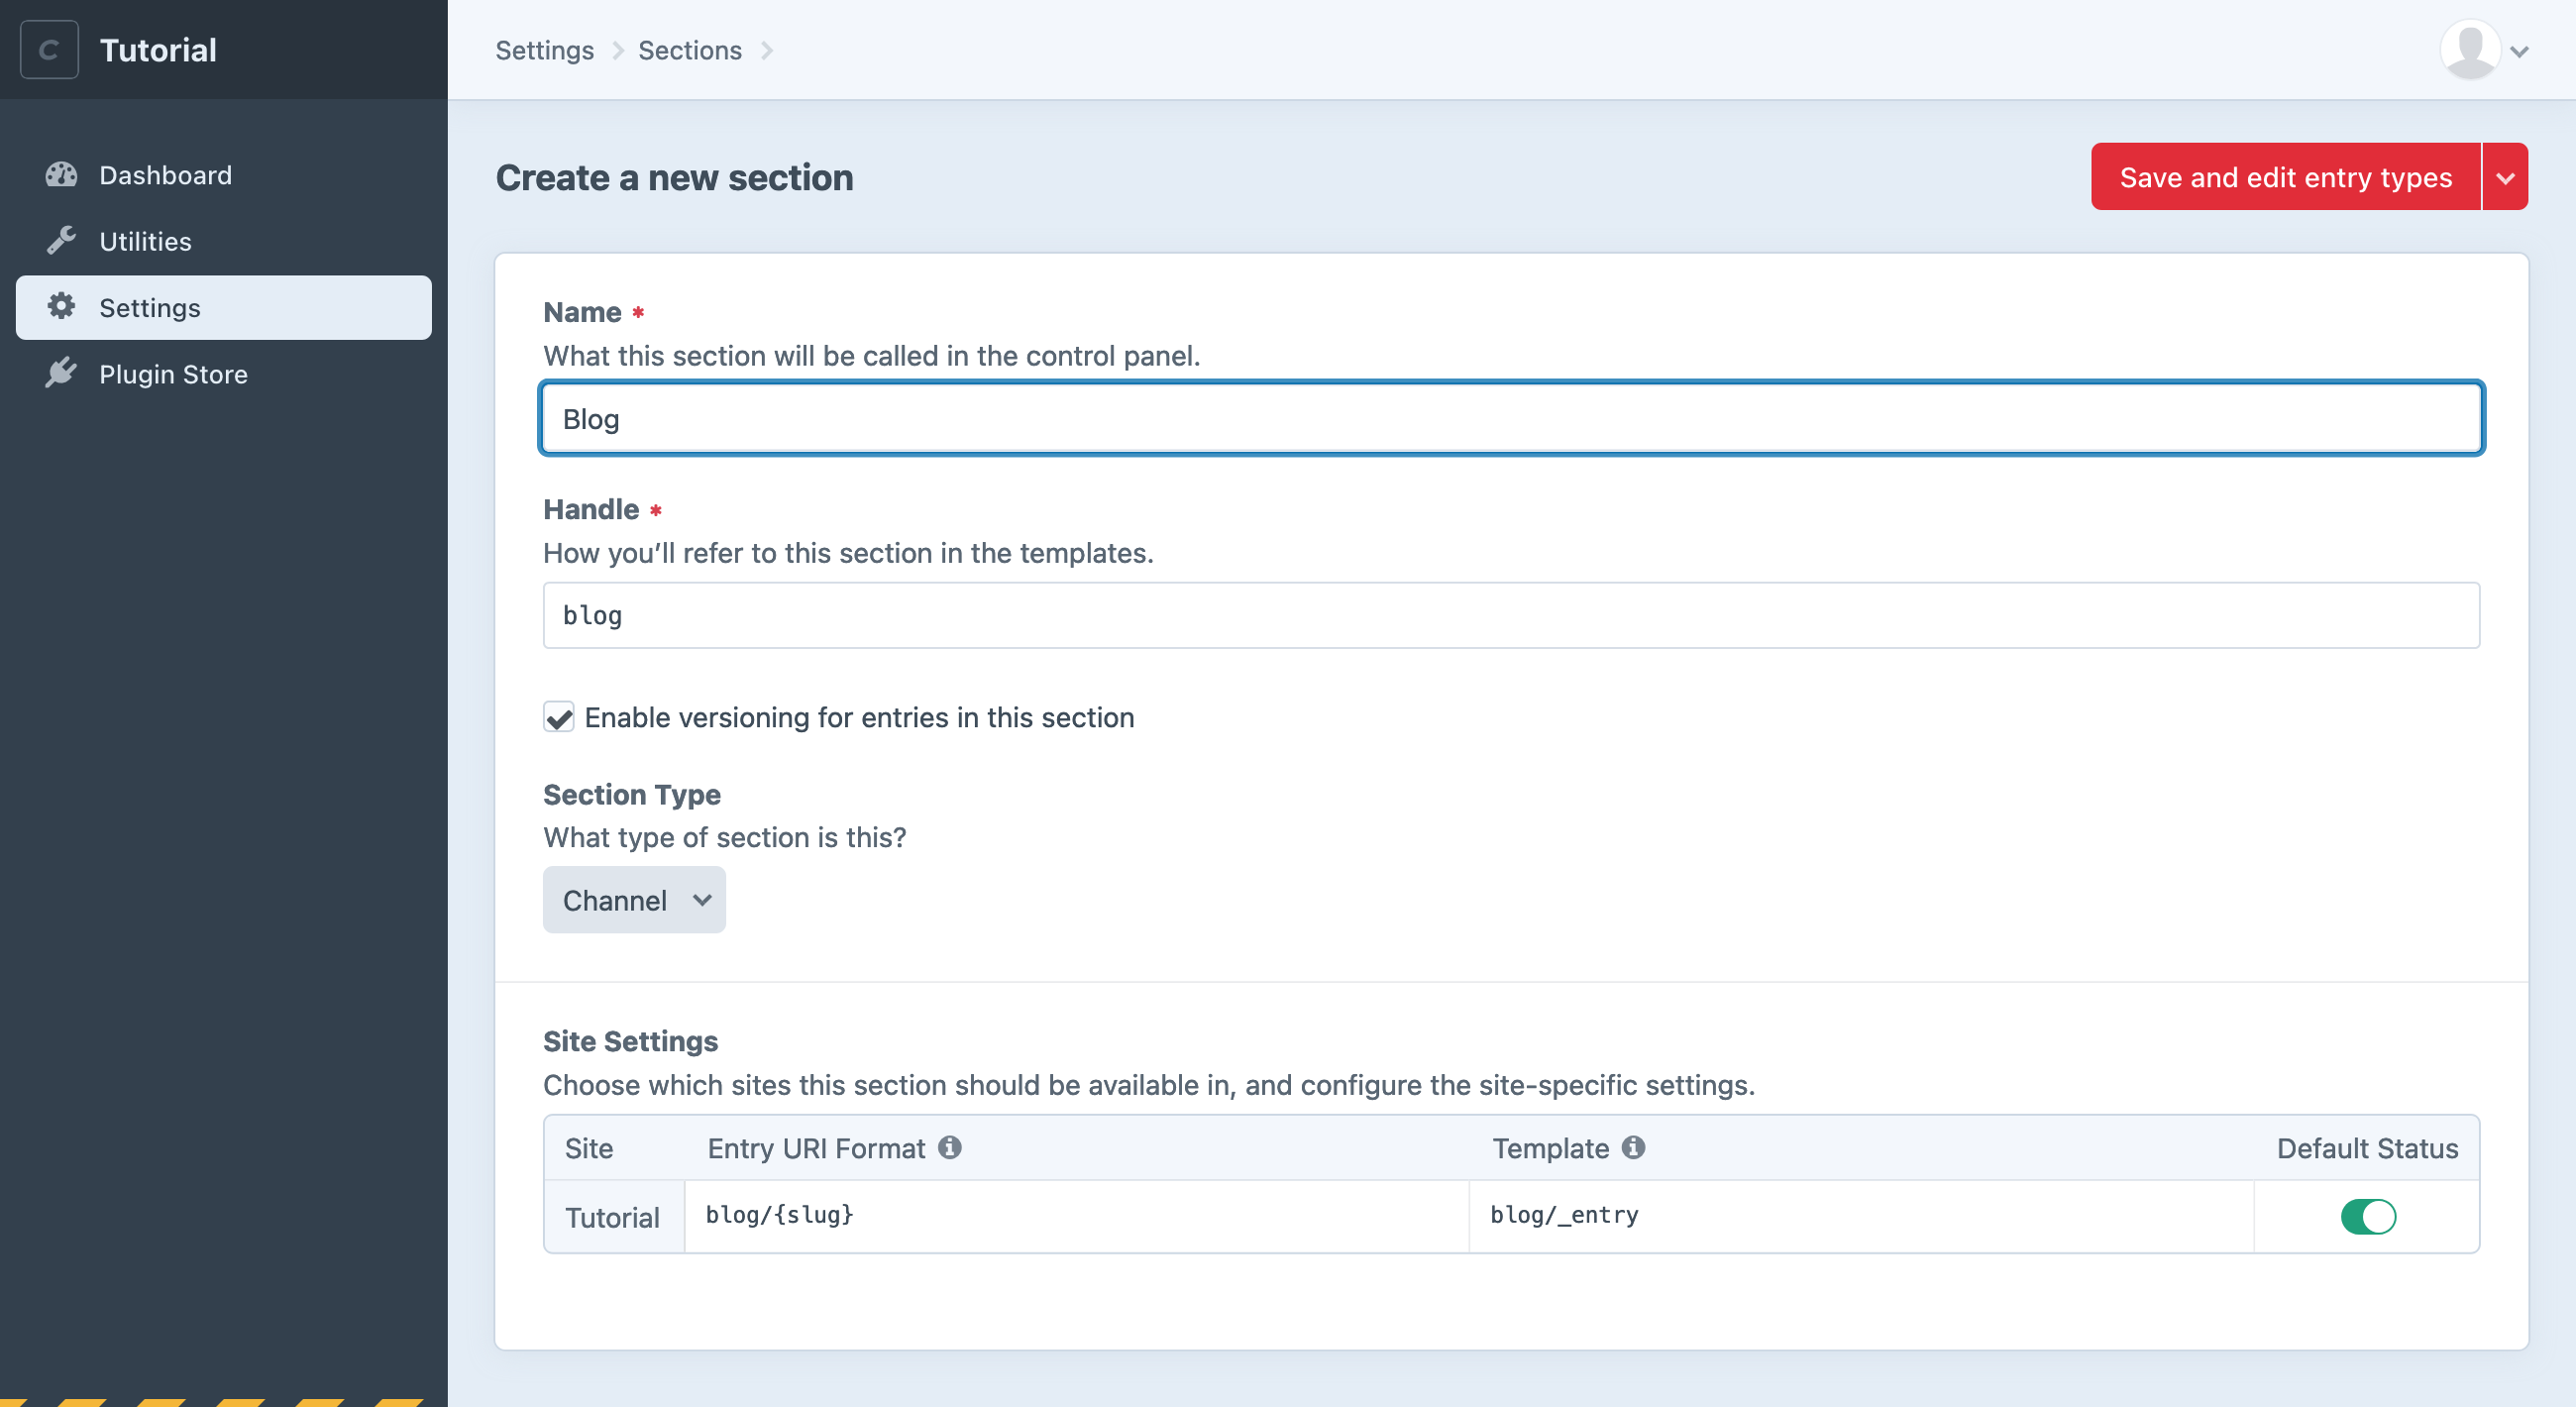 C
Tutorial
Dashboard
Utilities
Settings
Plugin Store
Settings
Sections
Create a new section
Save and edit entry types
Name *
What this section will be called in the control panel.
Blog
Handle *
How you’ll refer to this section in the templates.
blog
Enable versioning for entries in this section
Section Type
What type of section is this?
Channel
Site Settings
Choose which sites this section should be available in, and configure the site-specific settings.
Site Entry URI Format Template Default Status
Tutorial blog/{slug} blog/_entry